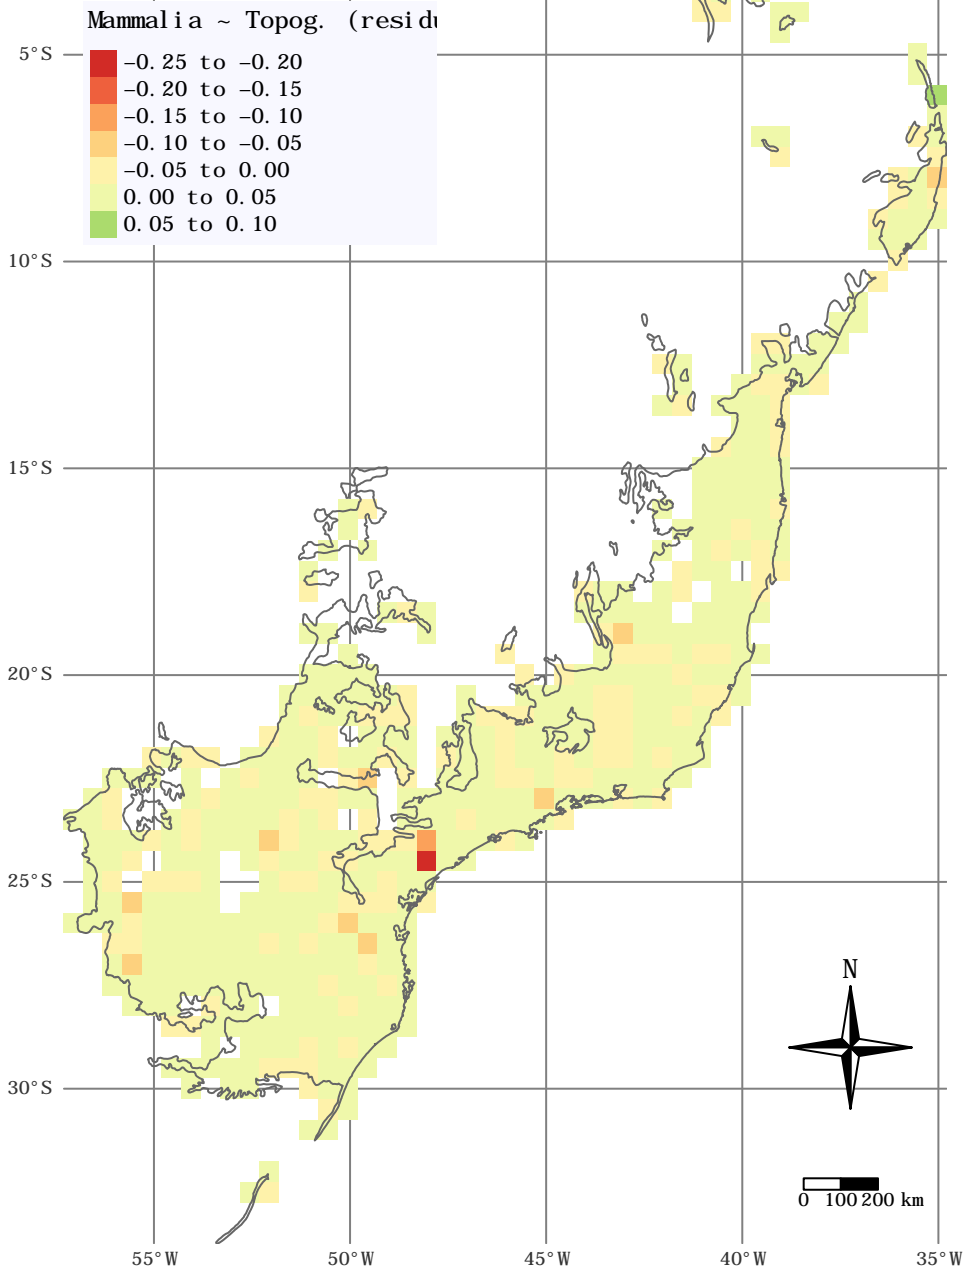 Mammalia ~ Topog. (resid
-0.25 to -0.20
-0.20 to -0.15
-0.15 to -0.10
-0.10 to -0.05
-0.05 to 0.00
0.00 to 0.05
0.05 to 0.10
5°S
10°S
15°S
20°S
25°S
30°S
N
0 100 200 km
55°W 50°W 45°W 40°W 35°W